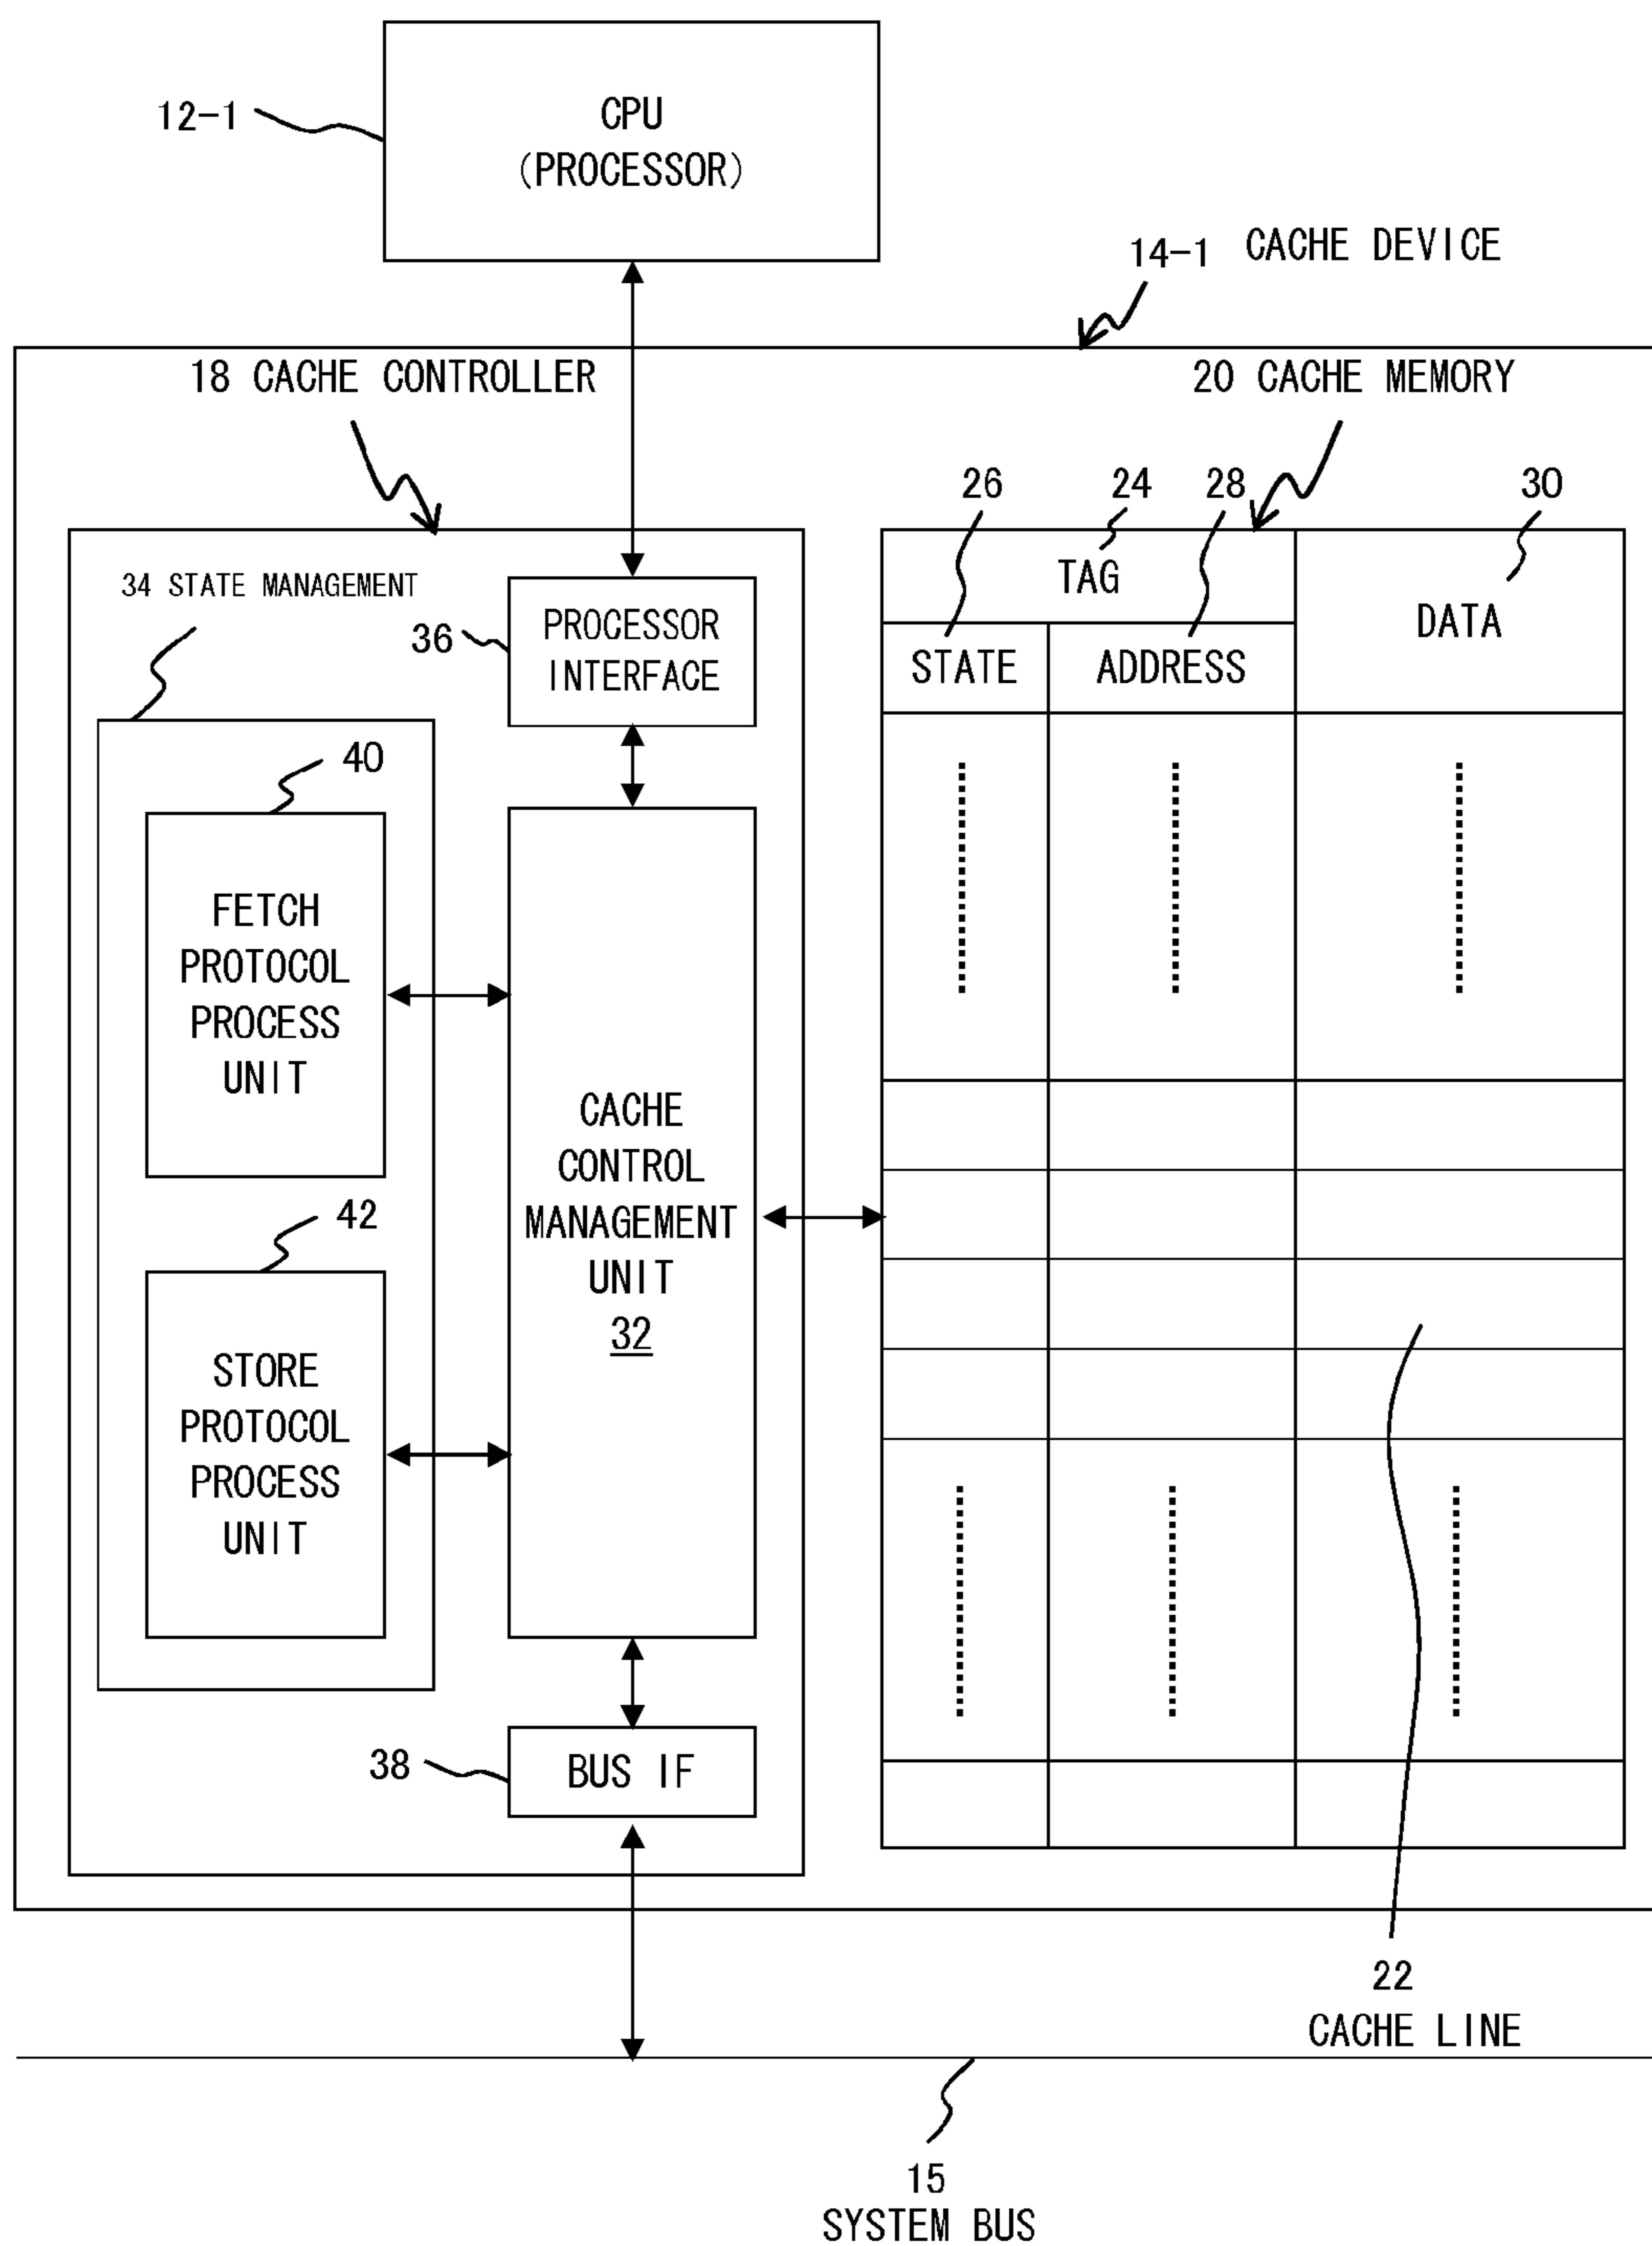 12-1
CPU
(PROCESSOR)
14-1 CACHE DEVICE
18 CACHE CONTROLLER
20 CACHE MEMORY
26
24
28
30
34 STATE MANAGEMENT
36
PROCESSOR
INTERFACE
TAG
DATA
STATE
ADDRESS
40
FETCH
PROTOCOL
PROCESS
UNIT
CACHE
CONTROL
MANAGEMENT
UNIT
32
42
STORE
PROTOCOL
PROCESS
UNIT
38
BUS IF
22
CACHE LINE
15
SYSTEM BUS